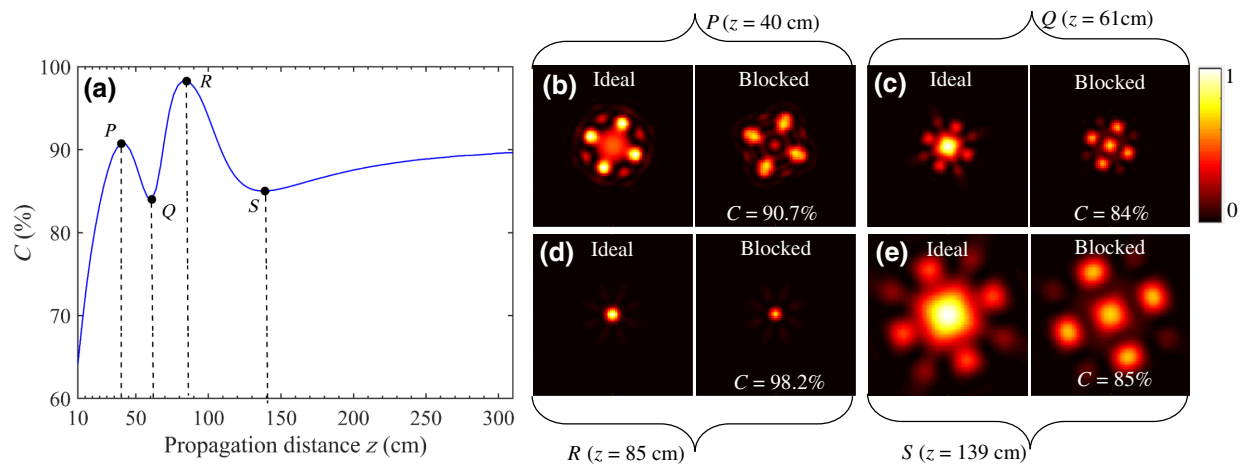 P (z = 40 cm)
Q (z = 61cm)
(a)
100
90
80
70
60
C (%)
P
Q
R
S
10
50
100
150
200
250
300
Propagation distance z (cm)
(b)
Ideal
Blocked
C = 90.7%
(c)
Ideal
Blocked
C = 84%
1
0
(d)
Ideal
Blocked
C = 98.2%
(e)
Ideal
Blocked
C = 85%
R (z = 85 cm)
S (z = 139 cm)